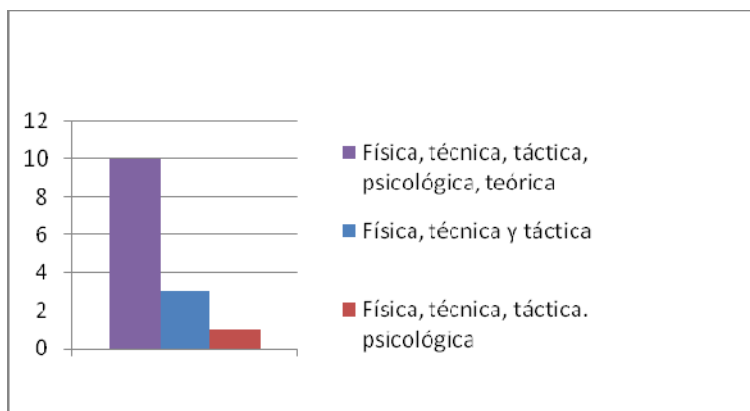 12
10
8
6
4
2
0
Física, técnica, táctica,
psicológica, teórica
Física, técnica y táctica
Física, técnica, táctica.
psicológica